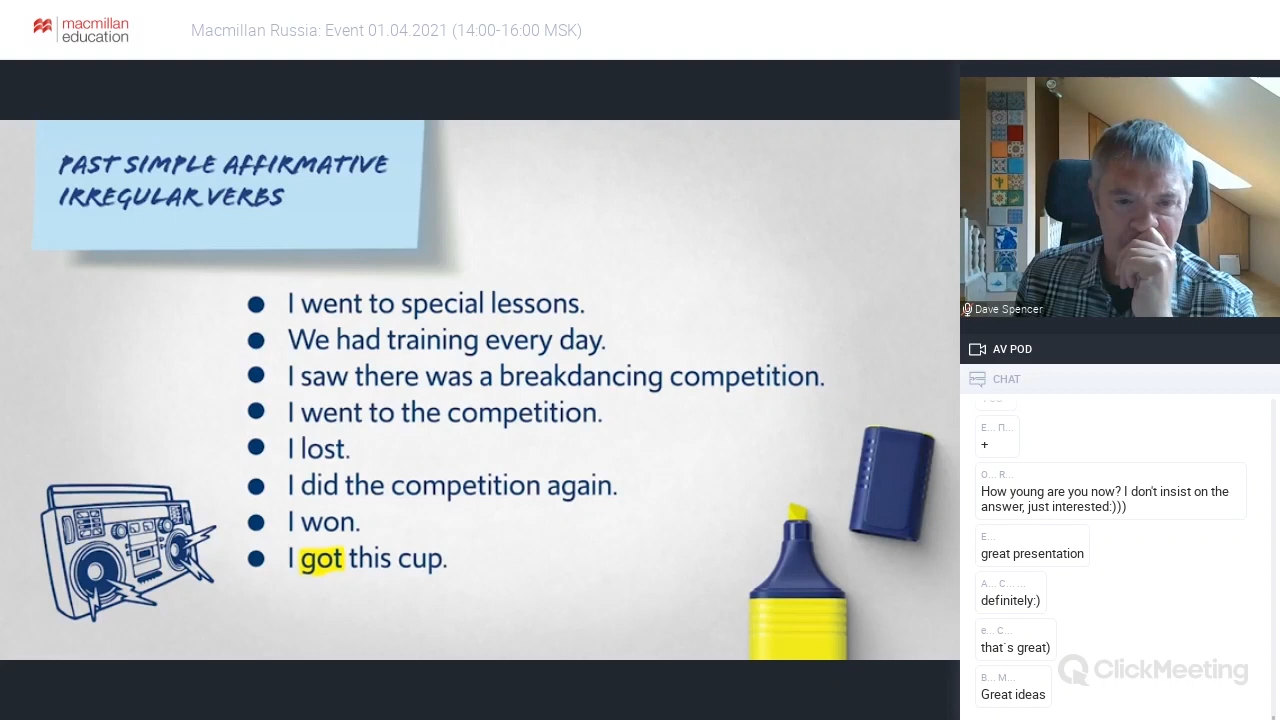 macmillan
education
Macmillan Russia: Event 01.04.2021 (14:00-16:00 MSK)
PAST SIMPLE AFFIRMATIVE
IRREGULAR VERBS
● I went to special lessons.
● We had training every day.
● I saw there was a breakdancing competition.
● I went to the competition.
● I lost.
● I did the competition again.
● I won.
● I got this cup.
Dave Spencer
AV POD
CHAT
E... П...
+
O... R...
How young are you now? I don't insist on the
answer, just interested:)))
E...
great presentation
A... C... ...
definitely:)
е... С...
that`s great)
B... M...
Great ideas
ClickMeeting